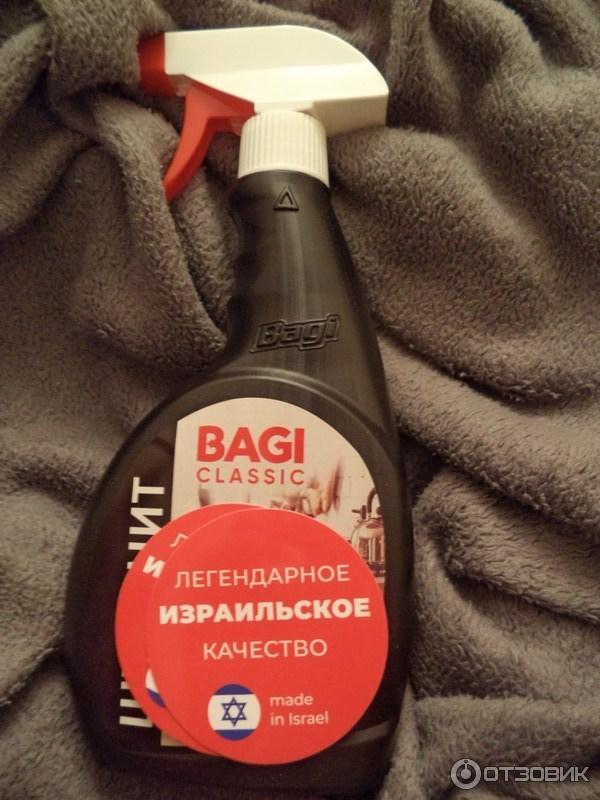 Bagi
BAGI
CLASSIC
ЛЕГЕНДАРНОЕ
ИЗРАИЛЬСКОЕ
КАЧЕСТВО
made
in Israel
ОТЗОВИК